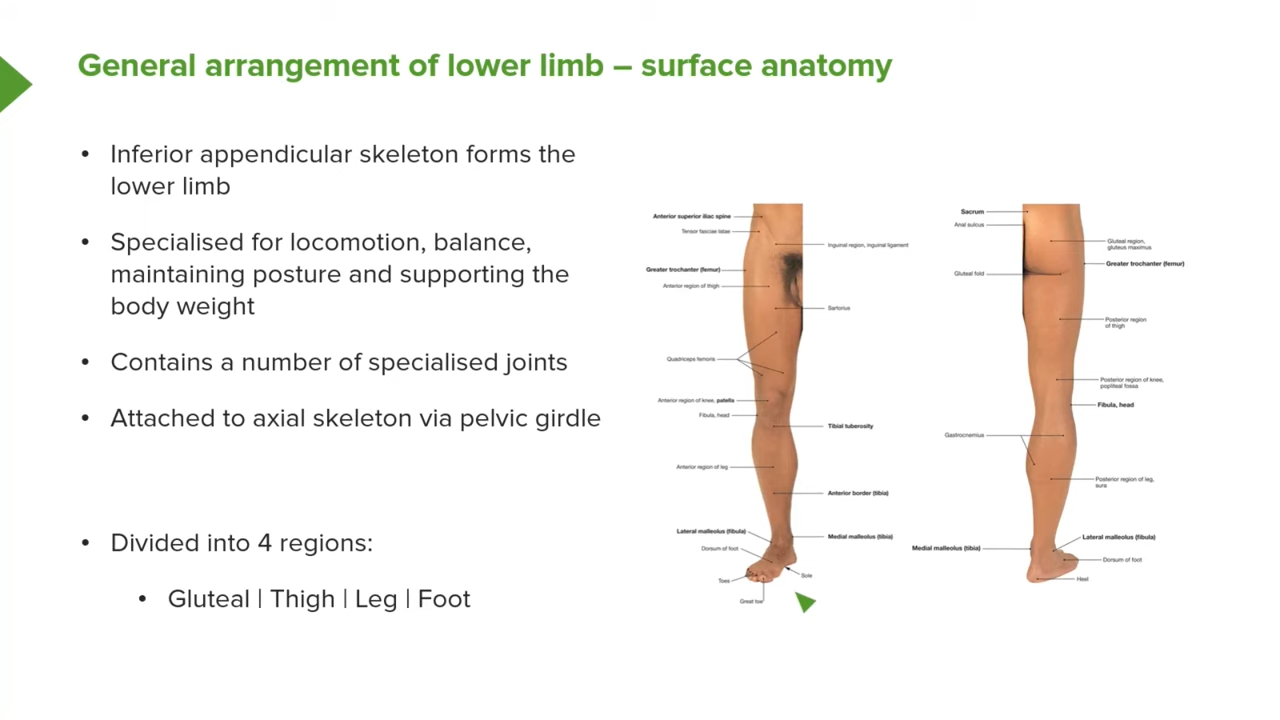 General arrangement of lower limb – surface anatomy
• Inferior appendicular skeleton forms the
lower limb
• Specialised for locomotion, balance,
maintaining posture and supporting the
body weight
• Contains a number of specialised joints
• Attached to axial skeleton via pelvic girdle
• Divided into 4 regions:
• Gluteal | Thigh | Leg | Foot
Anterior superior iliac spine
Tensor fasciae latae
Inguinal region, inguinal ligament
Greater trochanter (femur)
Anterior region of thigh
Sartorius
Quadriceps femoris
Anterior region of knee, patella
Fibula, head
Tibial tuberosity
Anterior region of leg
Anterior border (tibia)
Lateral malleolus (fibula)
Medial malleolus (tibia)
Dorsum of foot
Sole
Toes
Great toe
Sacrum
Anal sulcus
Gluteal region,
gluteus maximus
Greater trochanter (femur)
Gluteal fold
Posterior region
of thigh
Posterior region of knee,
popliteal fossa
Fibula, head
Gastrocnemius
Posterior region of leg,
sura
Lateral malleolus (fibula)
Medial malleolus (tibia)
Dorsum of foot
Heel